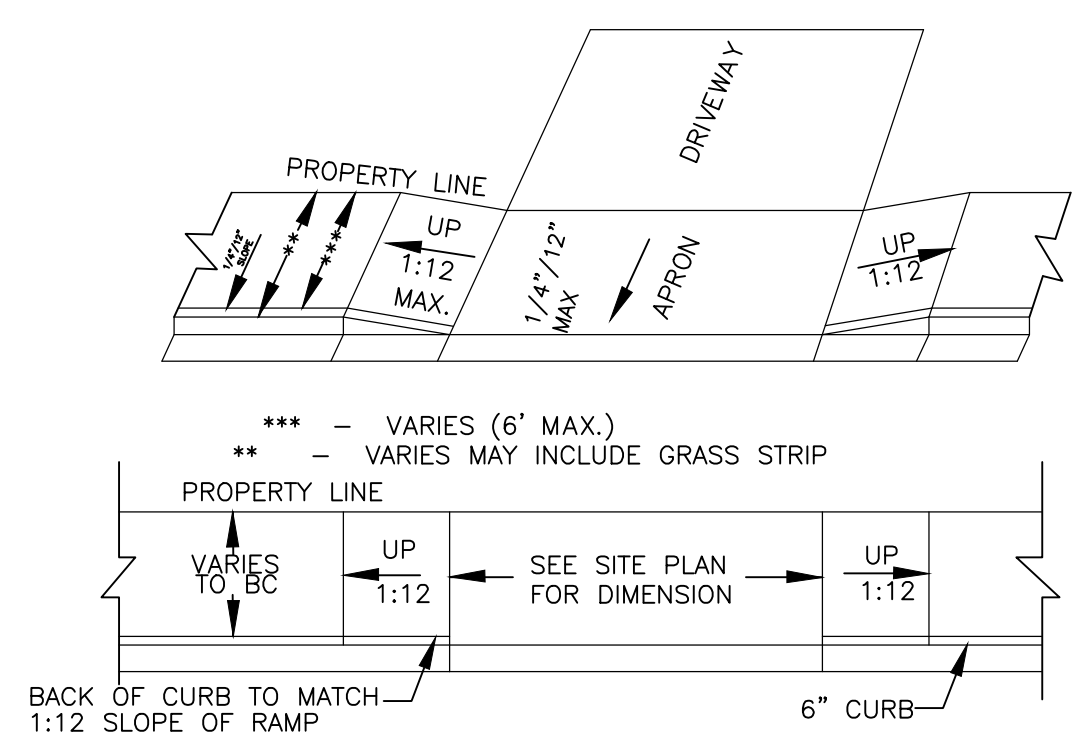 DRIVEWAY
PROPERTY LINE
1/4"/12"
SLOPE
**
***
UP
1:12
MAX.
1/4"/12"
MAX
APRON
UP
1:12
*** – VARIES (6' MAX.)
** – VARIES MAY INCLUDE GRASS STRIP
PROPERTY LINE
VARIES
TO BC
UP
1:12
SEE SITE PLAN
FOR DIMENSION
UP
1:12
BACK OF CURB TO MATCH
1:12 SLOPE OF RAMP
6" CURB